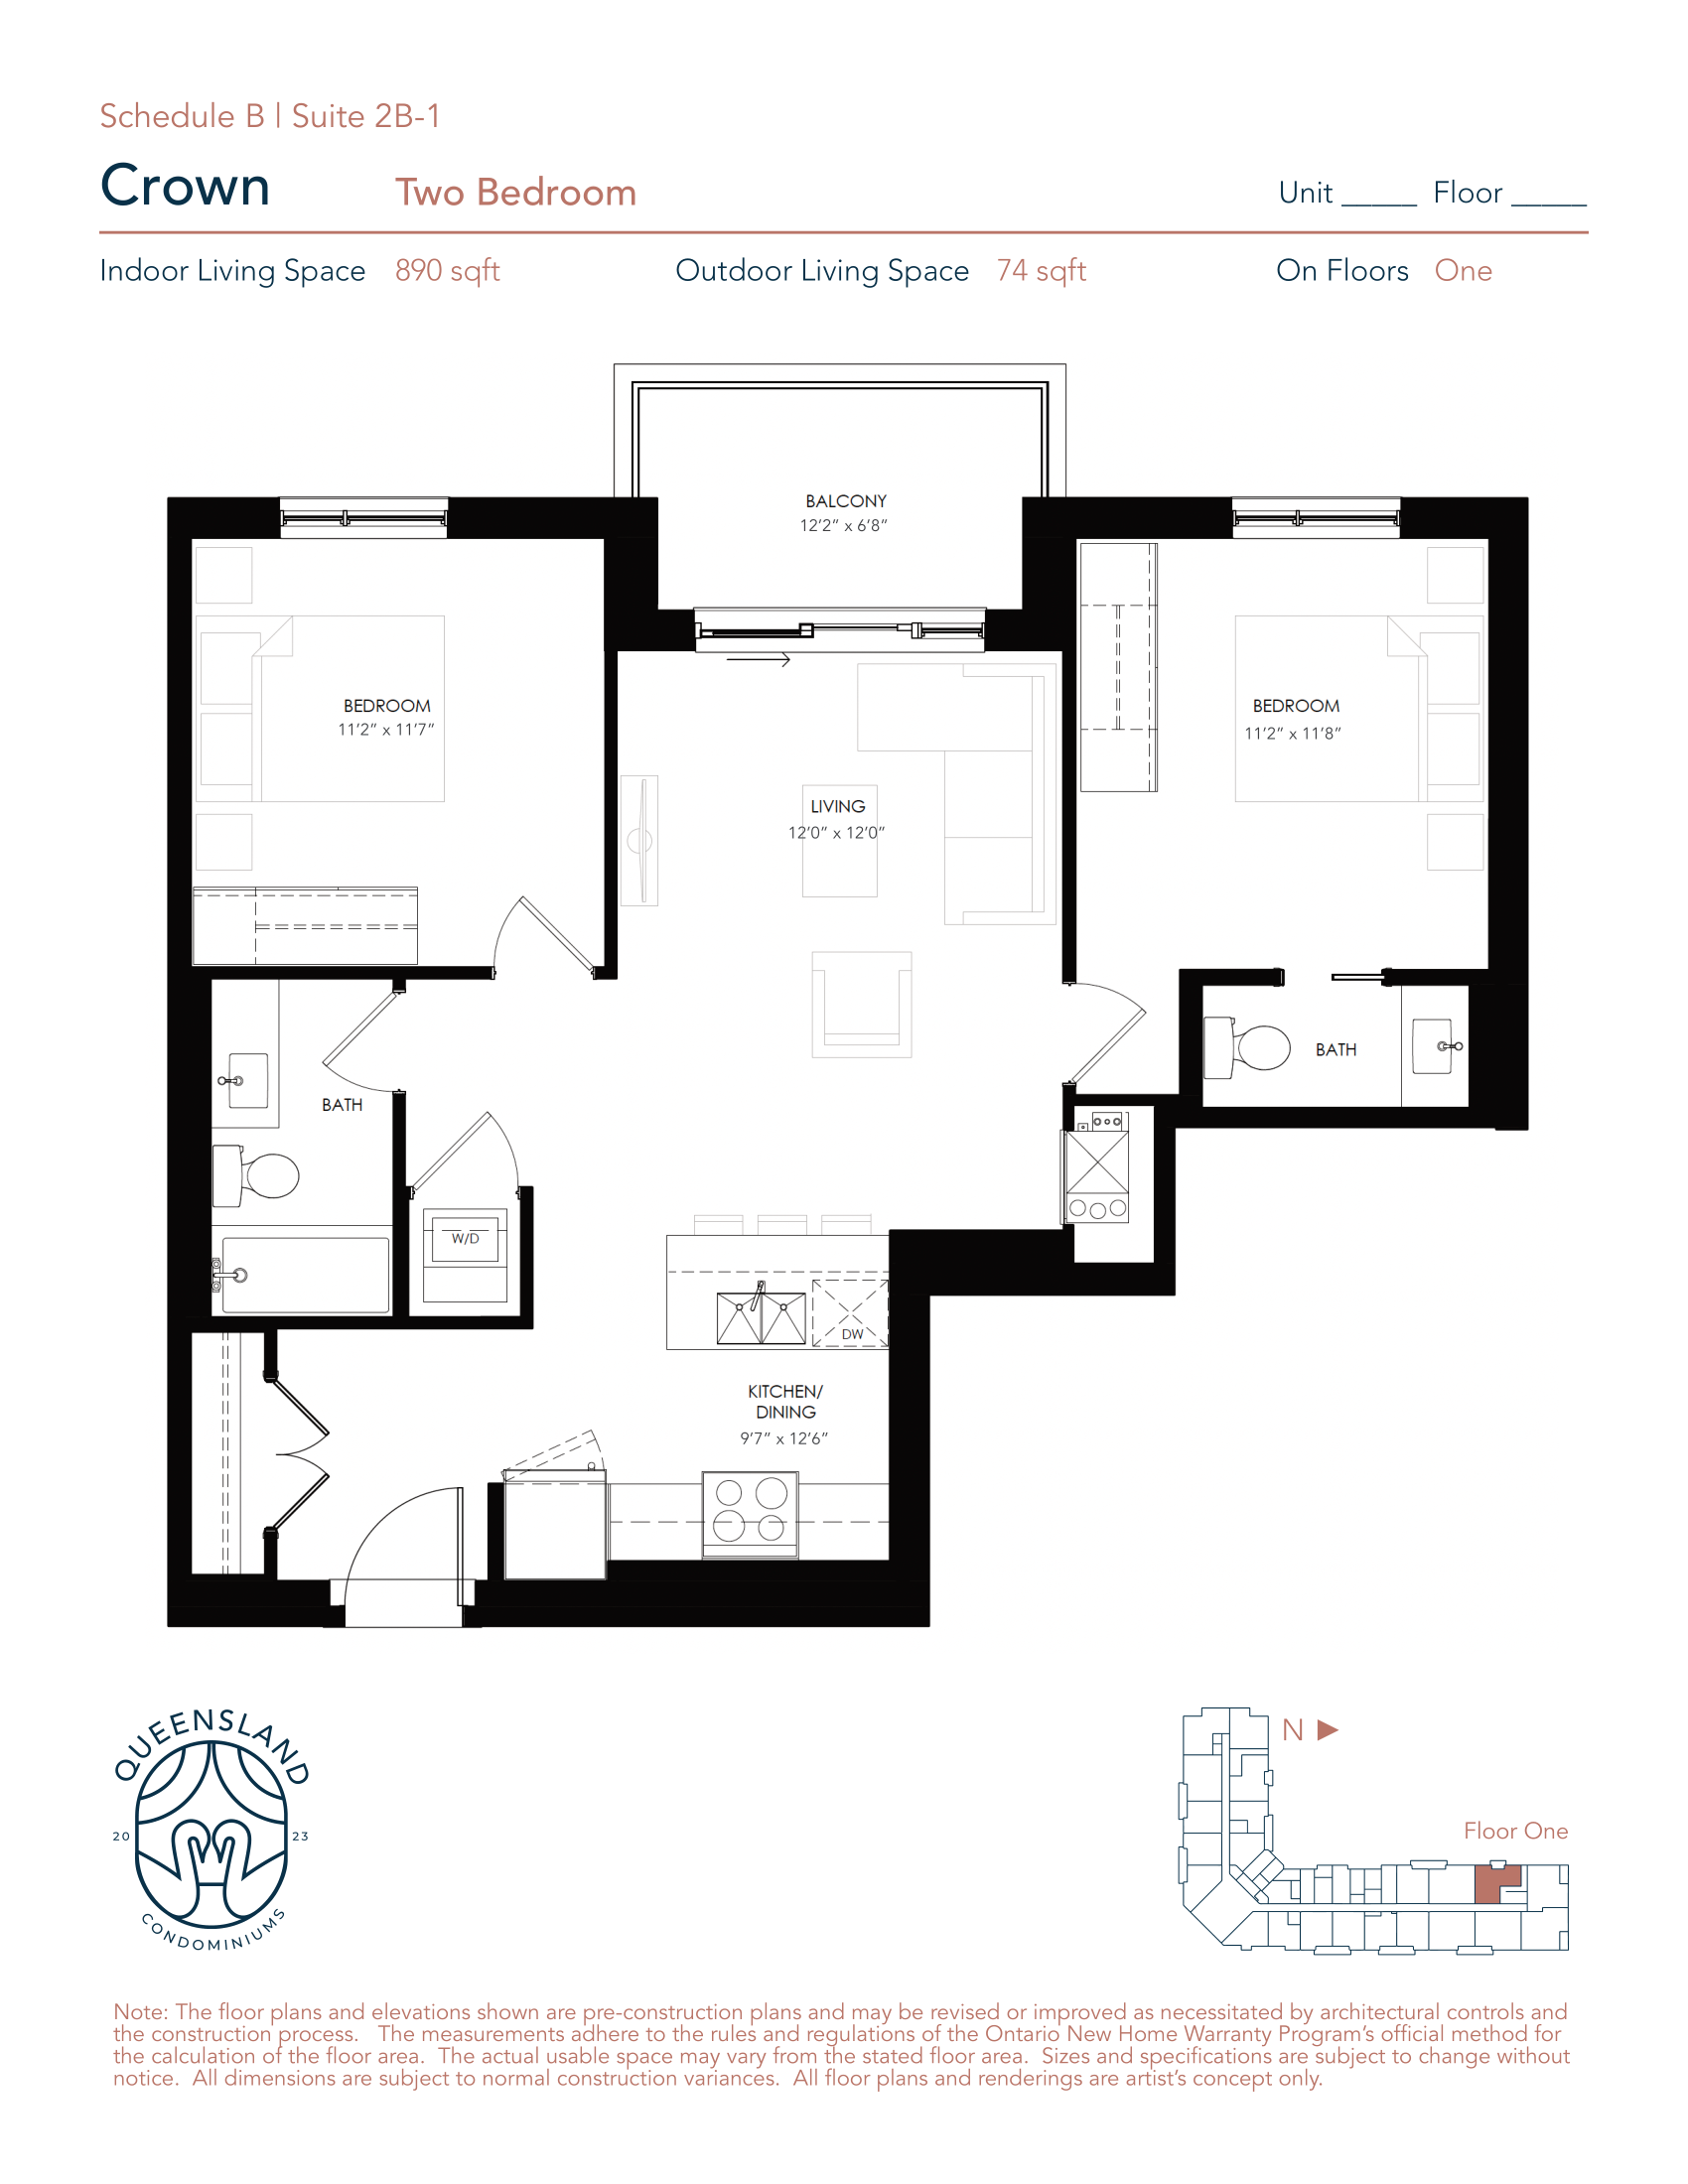 Schedule B | Suite 2B-1
Crown Two Bedroom Unit _____ Floor _____
Indoor Living Space 890 sqft Outdoor Living Space 74 sqft On Floors One
BALCONY
12'2" x 6'8"
BEDROOM
11'2" x 11'7"
BEDROOM
11'2" x 11'8"
LIVING
12'0" x 12'0"
BATH
BATH
W/D
DW
KITCHEN/
DINING
9'7" x 12'6"
QUEENSLAND
20 23
CONDOMINIUMS
N
Floor One
Note: The floor plans and elevations shown are pre-construction plans and may be revised or improved as necessitated by architectural controls and
the construction process. The measurements adhere to the rules and regulations of the Ontario New Home Warranty Program's official method for
the calculation of the floor area. The actual usable space may vary from the stated floor area. Sizes and specifications are subject to change without
notice. All dimensions are subject to normal construction variances. All floor plans and renderings are artist's concept only.